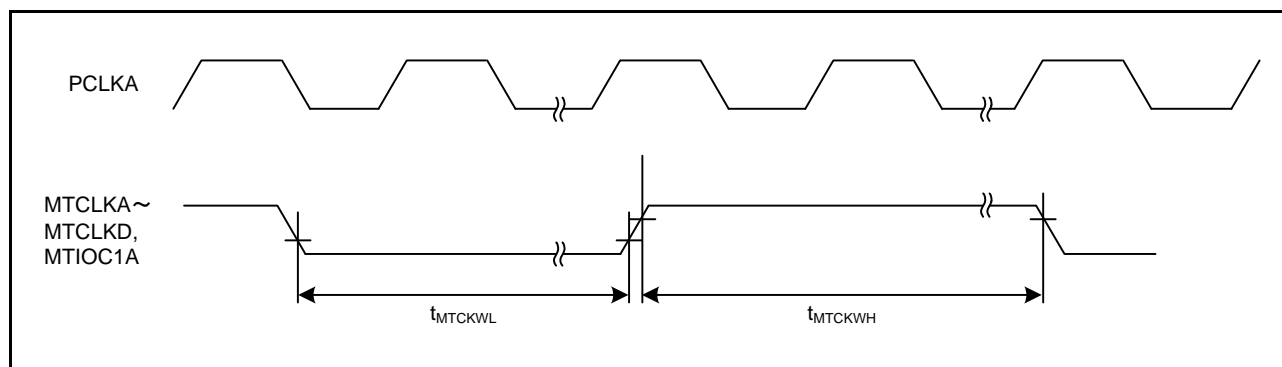 PCLKA
MTCLKA～
MTCLKD,
MTIOC1A
tMTCKWL
tMTCKWH